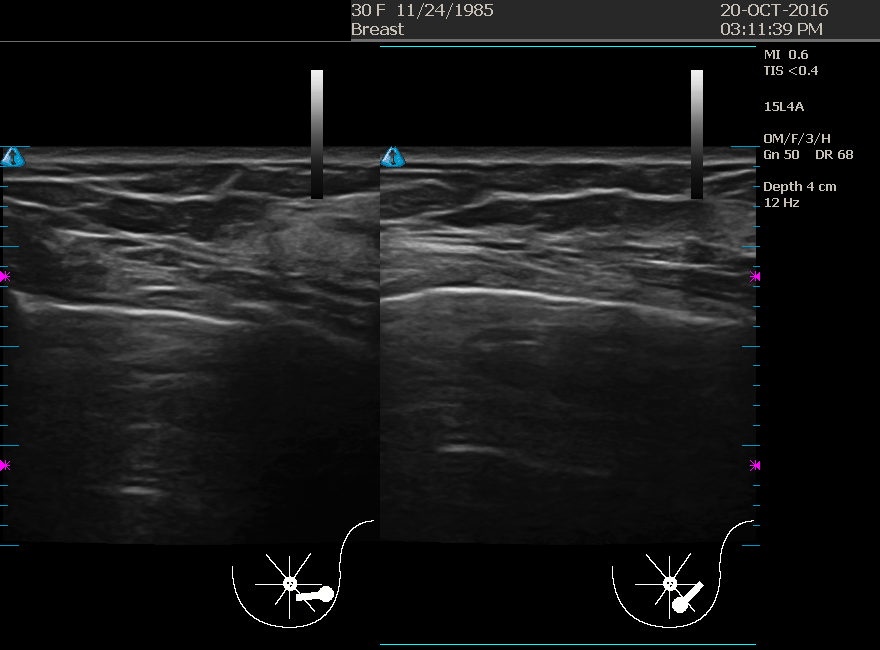 30 F 11/24/1985
Breast
20-OCT-2016
03:11:39 PM
MI 0.6
TIS <0.4
15L4A
OM/F/3/H
Gn 50 DR 68
Depth 4 cm
12 Hz